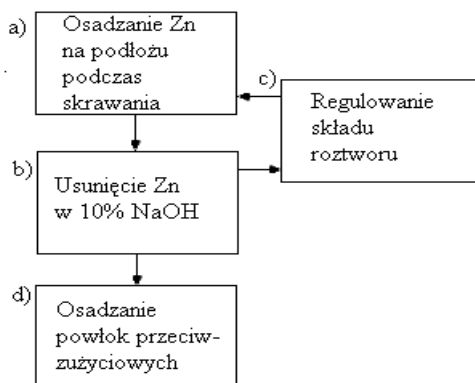 a)
Osadzanie Zn
na podłożu
podczas
skrawania
c)
Regulowanie
składu
roztworu
b)
Usunięcie Zn
w 10% NaOH
d)
Osadzanie
powłok przeciw-
zużyciowych